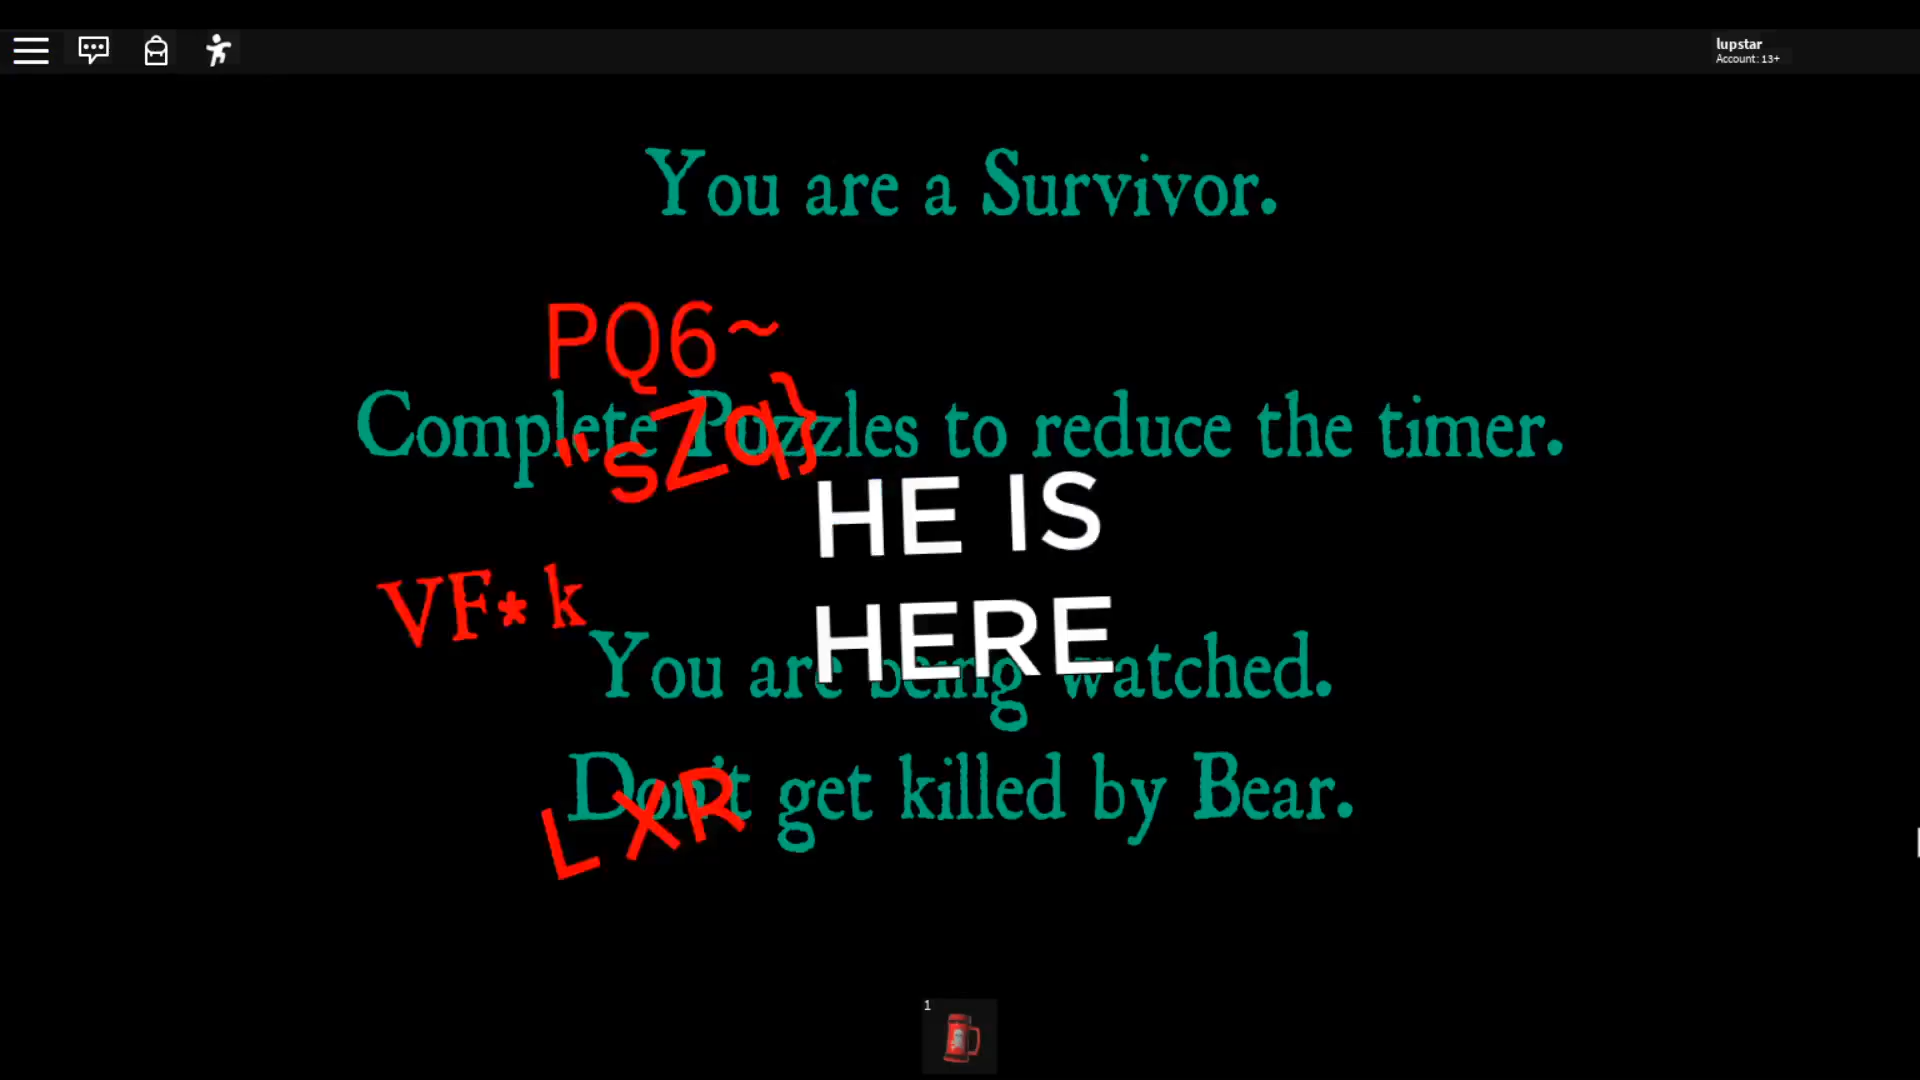 lupstar
Account: 13+
You are a Survivor.
PQ6~
Complete Puzzles to reduce the timer.
"sZq}
HE IS
HERE
VF* k
You are being watched.
Don't get killed by Bear.
L XR
1